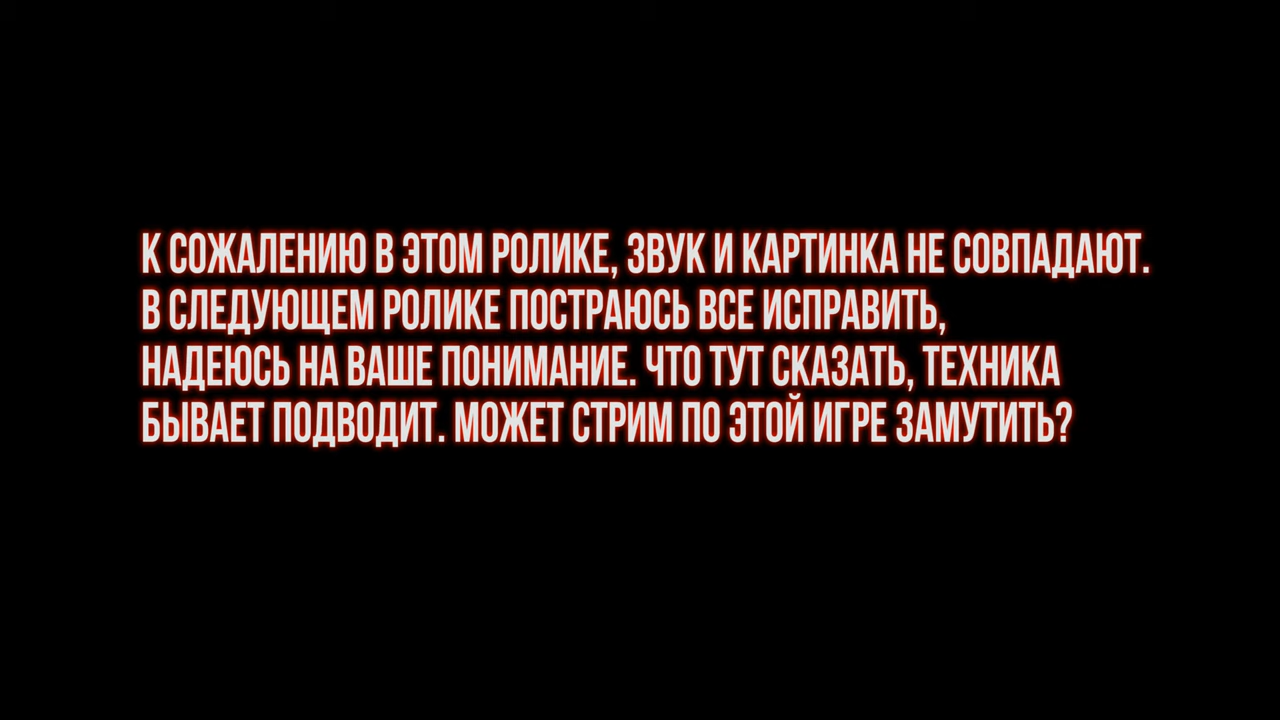 К СОЖАЛЕНИЮ В ЭТОМ РОЛИКЕ, ЗВУК И КАРТИНКА НЕ СОВПАДАЮТ.
В СЛЕДУЮЩЕМ РОЛИКЕ ПОСТРАЮСЬ ВСЕ ИСПРАВИТЬ,
НАДЕЮСЬ НА ВАШЕ ПОНИМАНИЕ. ЧТО ТУТ СКАЗАТЬ, ТЕХНИКА
БЫВАЕТ ПОДВОДИТ. МОЖЕТ СТРИМ ПО ЭТОЙ ИГРЕ ЗАМУТИТЬ?